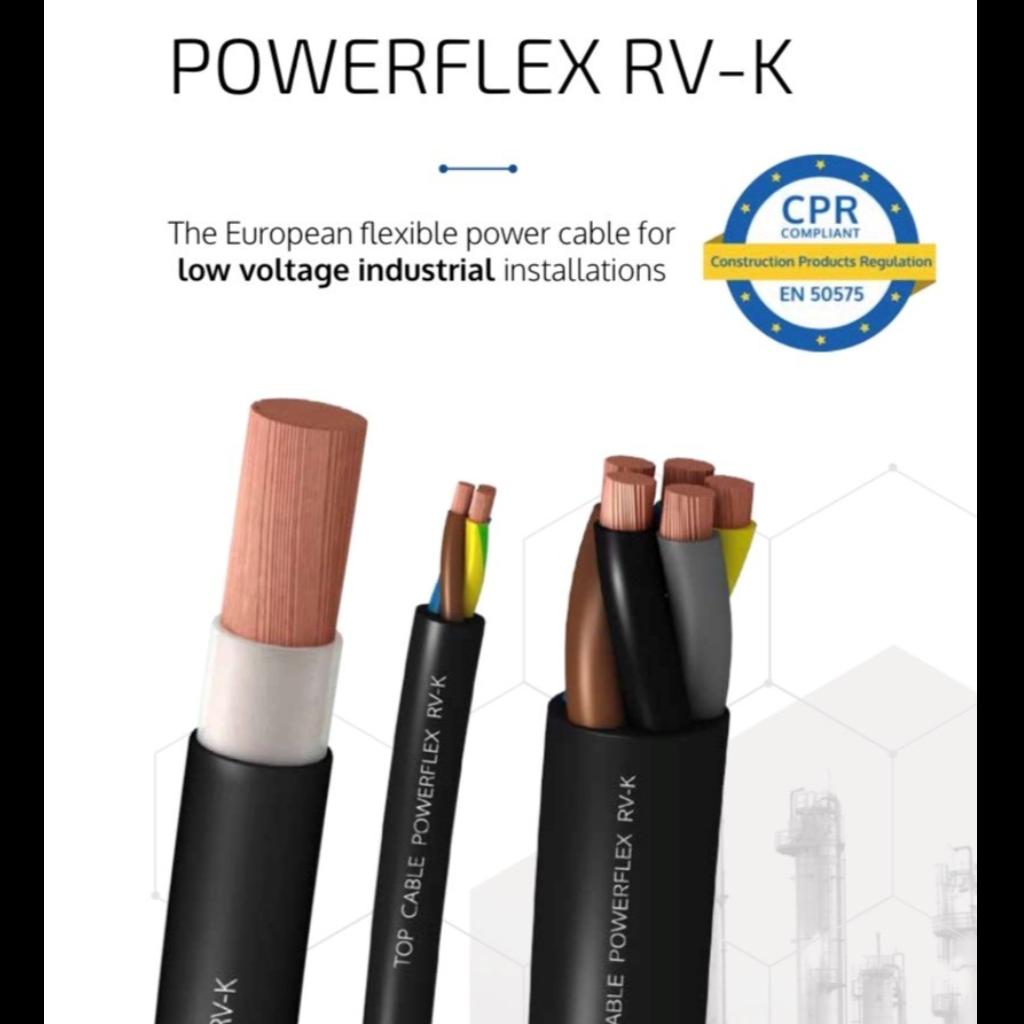 POWERFLEX RV-K
The European flexible power cable for
low voltage industrial installations
CPR
COMPLIANT
Construction Products Regulation
EN 50575
RV-K
TOP CABLE POWERFLEX RV-K
ABLE POWERFLEX RV-K